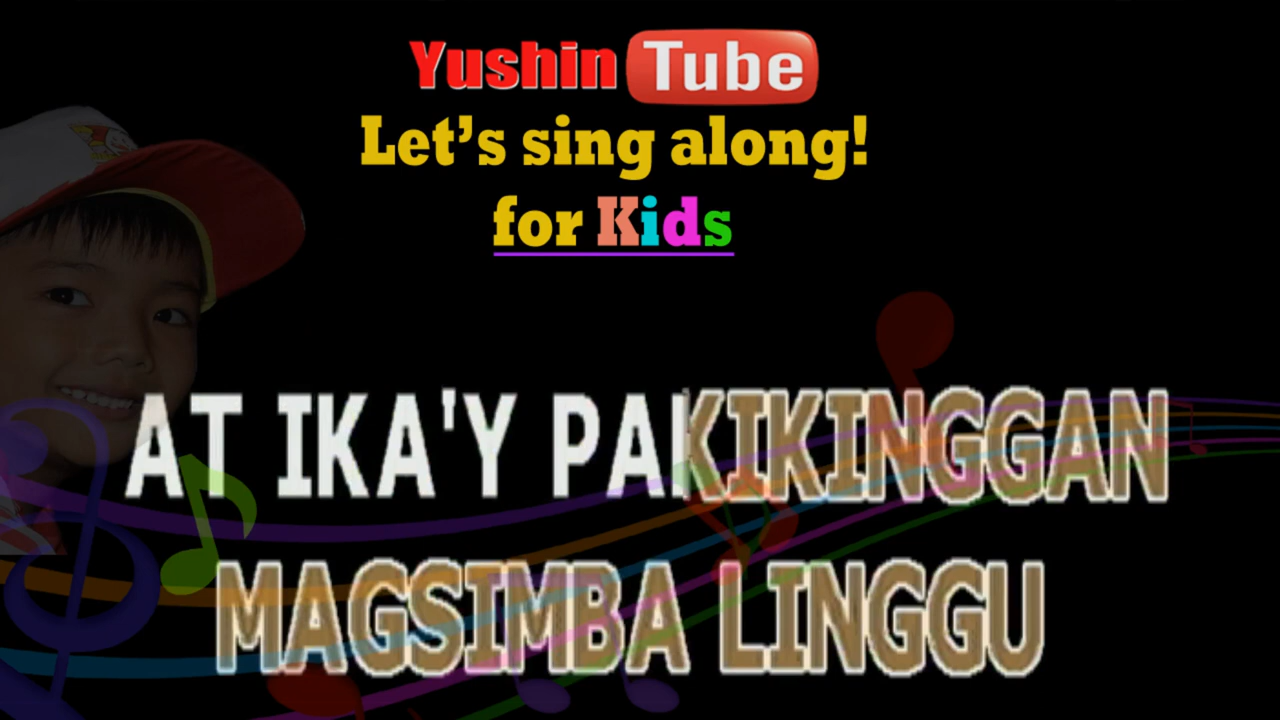 Yushin Tube
Let's sing along!
for Kids
AT IKA'Y PAKIKINGGAN
MAGSIMBA LINGGU